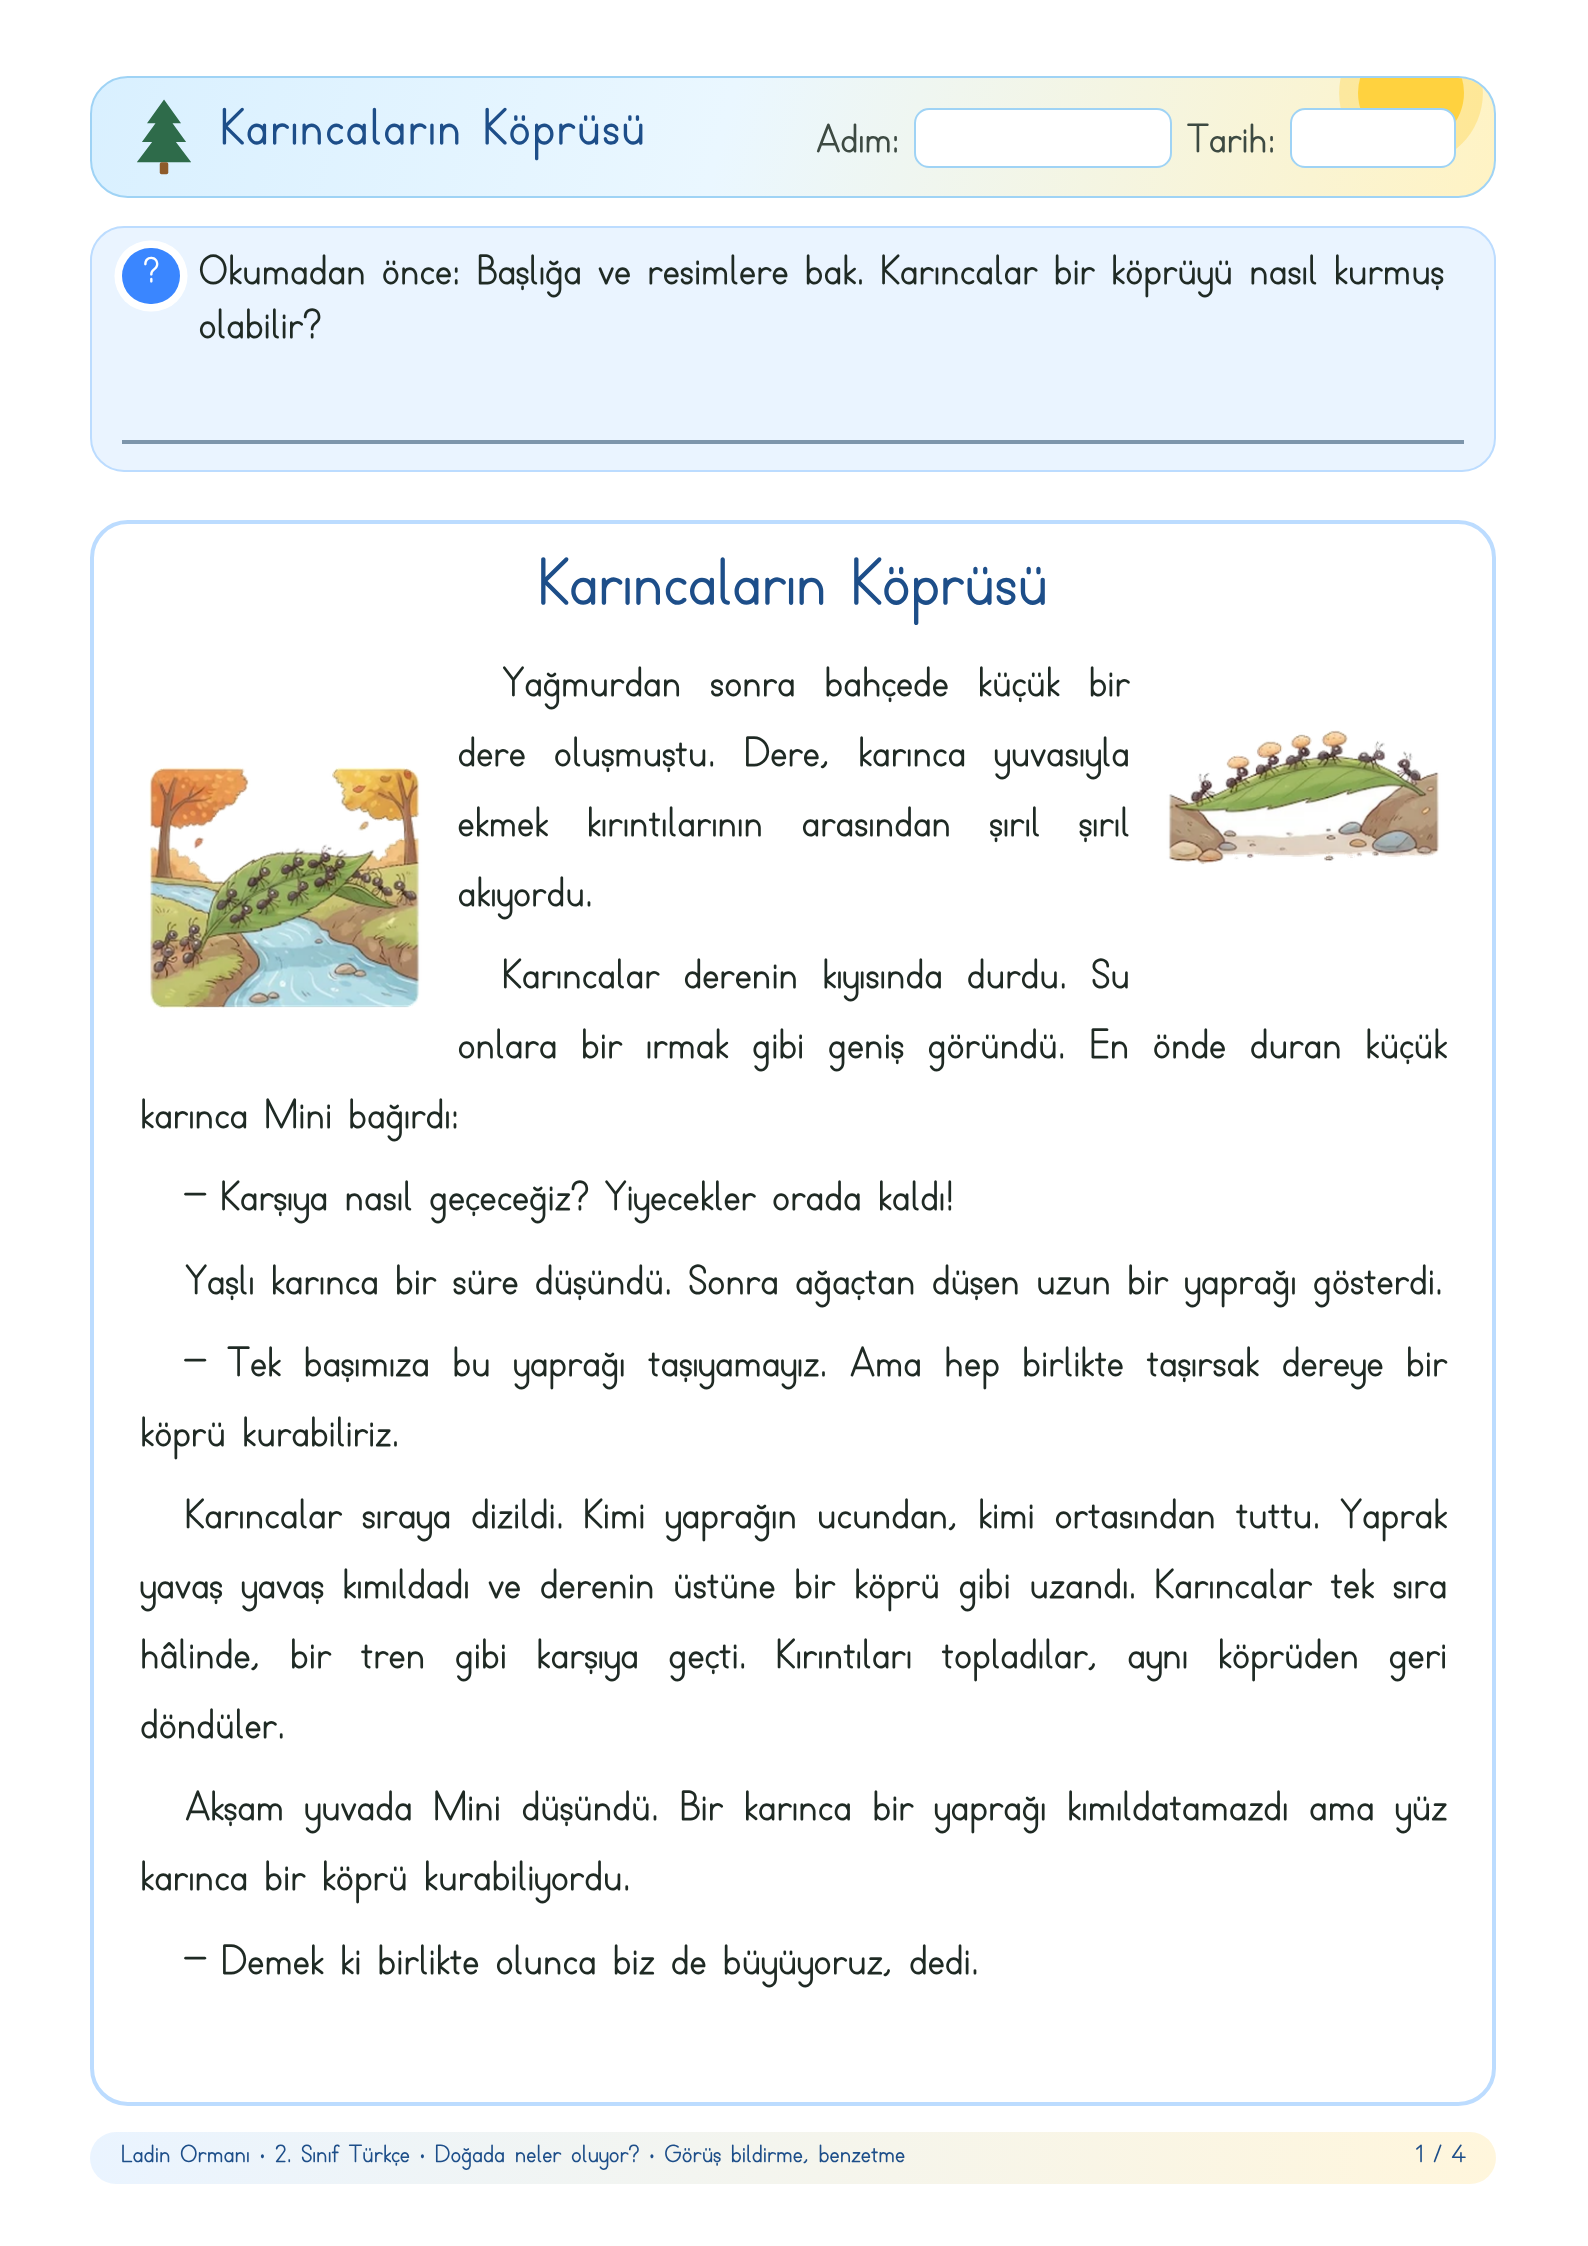 Karıncaların Köprüsü
Adım:
Tarih:
?
Okumadan önce: Başlığa ve resimlere bak. Karıncalar bir köprüyü nasıl kurmuş
olabilir?
Karıncaların Köprüsü
Yağmurdan sonra bahçede küçük bir
dere oluşmuştu. Dere, karınca yuvasıyla
ekmek kırıntılarının arasından şırıl şırıl
akıyordu.
Karıncalar derenin kıyısında durdu. Su
onlara bir ırmak gibi geniş göründü. En önde duran küçük
karınca Mini bağırdı:
– Karşıya nasıl geçeceğiz? Yiyecekler orada kaldı!
Yaşlı karınca bir süre düşündü. Sonra ağaçtan düşen uzun bir yaprağı gösterdi.
– Tek başımıza bu yaprağı taşıyamayız. Ama hep birlikte taşırsak dereye bir
köprü kurabiliriz.
Karıncalar sıraya dizildi. Kimi yaprağın ucundan, kimi ortasından tuttu. Yaprak
yavaş yavaş kımıldadı ve derenin üstüne bir köprü gibi uzandı. Karıncalar tek sıra
hâlinde, bir tren gibi karşıya geçti. Kırıntıları topladılar, aynı köprüden geri
döndüler.
Akşam yuvada Mini düşündü. Bir karınca bir yaprağı kımıldatamazdı ama yüz
karınca bir köprü kurabiliyordu.
– Demek ki birlikte olunca biz de büyüyoruz, dedi.
Ladin Ormanı • 2. Sınıf Türkçe • Doğada neler oluyor? • Görüş bildirme, benzetme
1 / 4